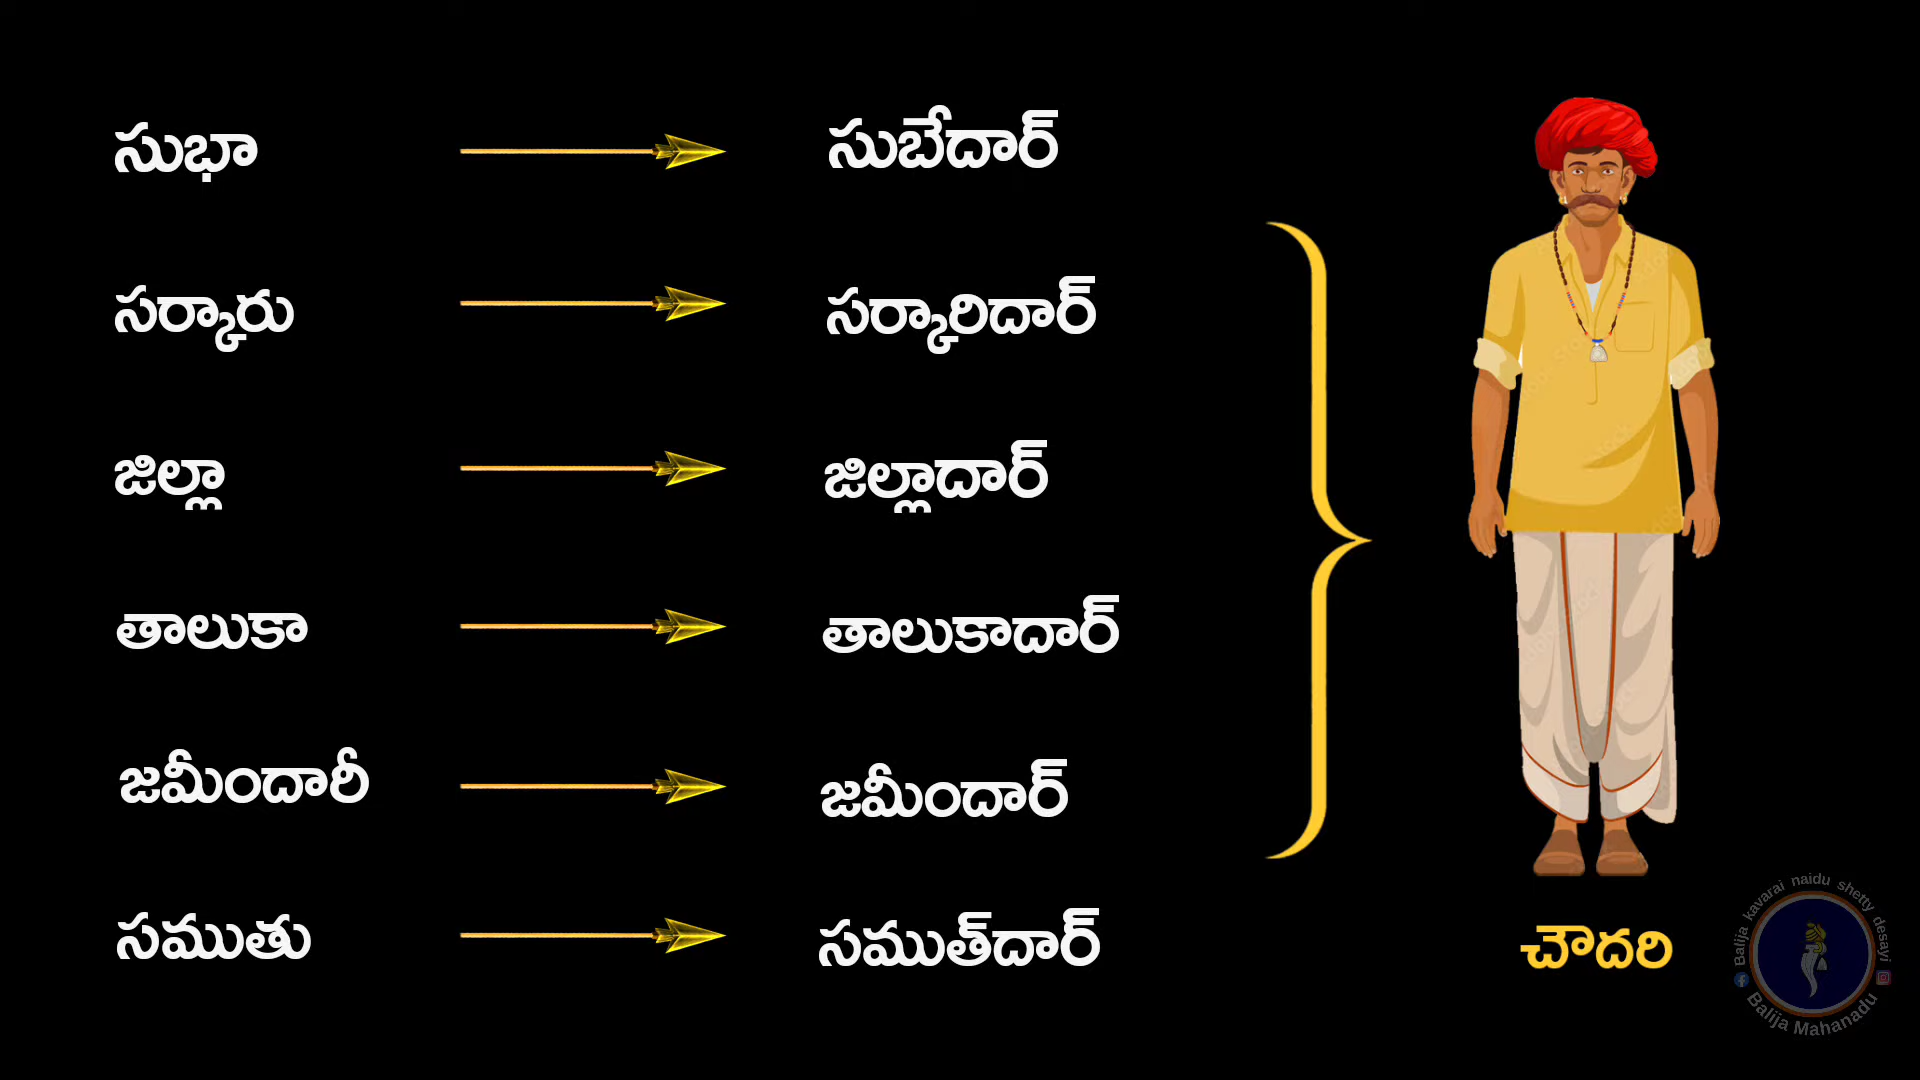 సుభా సుబేదార్
సర్కారు సర్కారిదార్
జిల్లా జిల్లాదార్
తాలుకా తాలుకాదార్
జమీందారీ జమీందార్
సముతు సముత్‌దార్
చౌదరి
Balija kavarai naidu shetty desayi
Balija Mahanadu